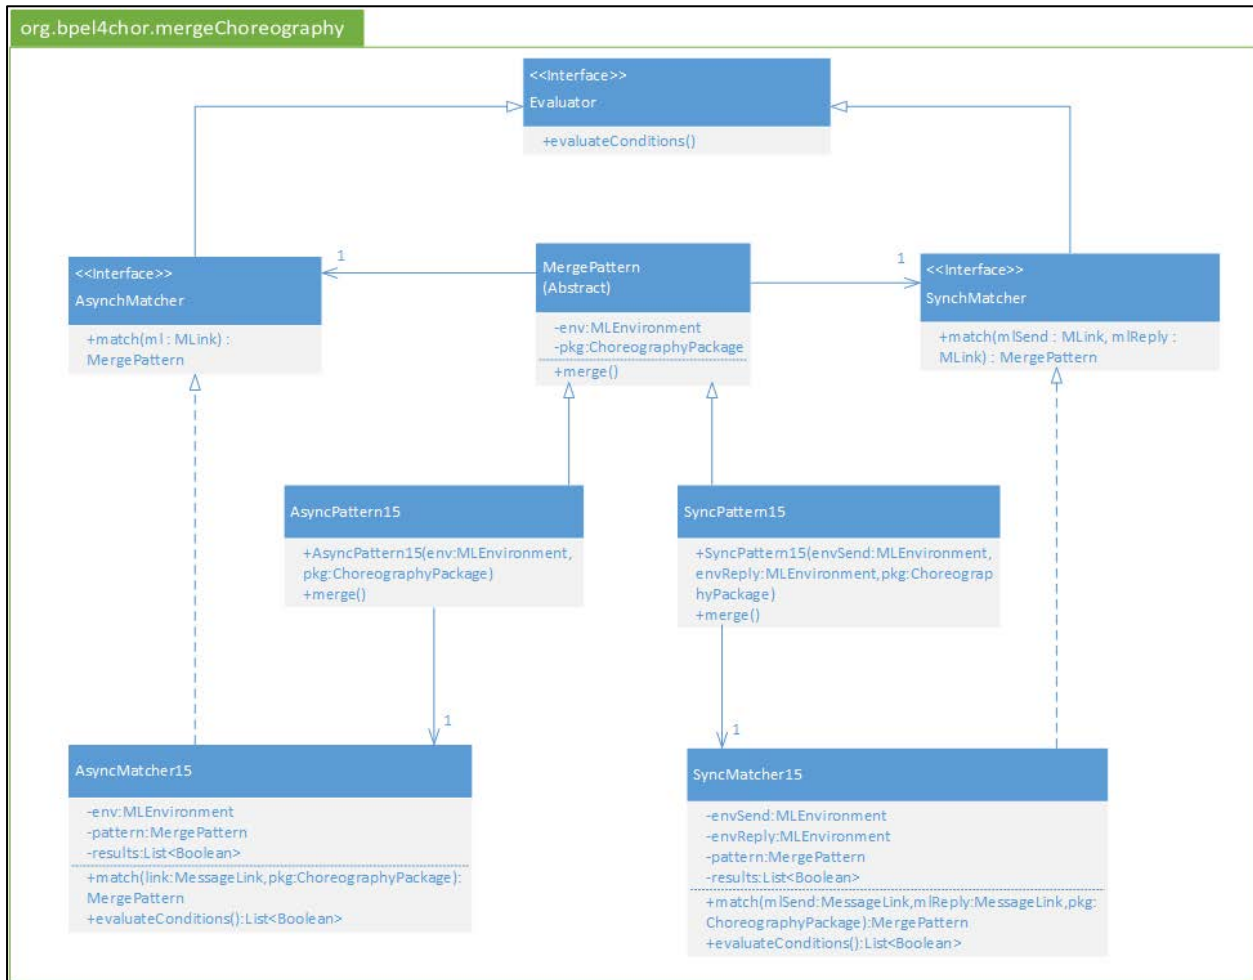 org.bpel4chor.mergeChoreography
<<Interface>>
Evaluator
+evaluateConditions()
1
<<Interface>>
AsynchMatcher
+match(ml : MLink) :
MergePattern
MergePattern
(Abstract)
-env:MLEnvironment
-pkg:ChoreographyPackage
+merge()
1
<<Interface>>
SynchMatcher
+match(mlSend : MLink, mlReply :
MLink) : MergePattern
AsyncPattern15
+AsyncPattern15(env:MLEnvironment,
pkg:ChoreographyPackage)
+merge()
SyncPattern15
+SyncPattern15(envSend:MLEnvironment,
envReply:MLEnvironment,pkg:Choreograp
hyPackage)
+merge()
1
1
AsyncMatcher15
-env:MLEnvironment
-pattern:MergePattern
-results:List<Boolean>
+match(link:MessageLink,pkg:ChoreographyPackage):
MergePattern
+evaluateConditions():List<Boolean>
SyncMatcher15
-envSend:MLEnvironment
-envReply:MLEnvironment
-pattern:MergePattern
-results:List<Boolean>
+match(mlSend:MessageLink,mlReply:MessageLink,pkg:
ChoreographyPackage):MergePattern
+evaluateConditions():List<Boolean>